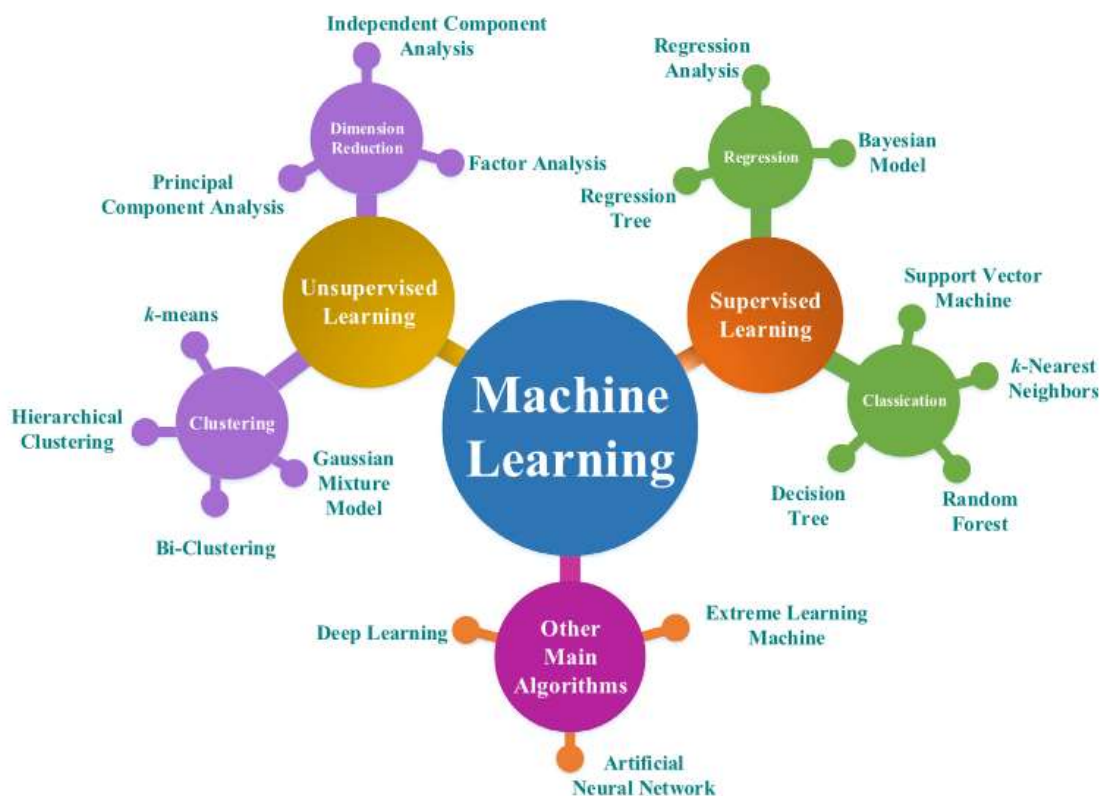 Independent Component
Analysis
Dimension
Reduction
Factor Analysis
Principal
Component Analysis
Regression
Analysis
Regression
Bayesian
Model
Regression
Tree
Unsupervised
Learning
Supervised
Learning
k-means
Hierarchical
Clustering
Clustering
Gaussian
Mixture
Model
Bi-Clustering
Support Vector
Machine
k-Nearest
Neighbors
Classication
Decision
Tree
Random
Forest
Machine
Learning
Deep Learning
Other
Main
Algorithms
Extreme Learning
Machine
Artificial
Neural Network